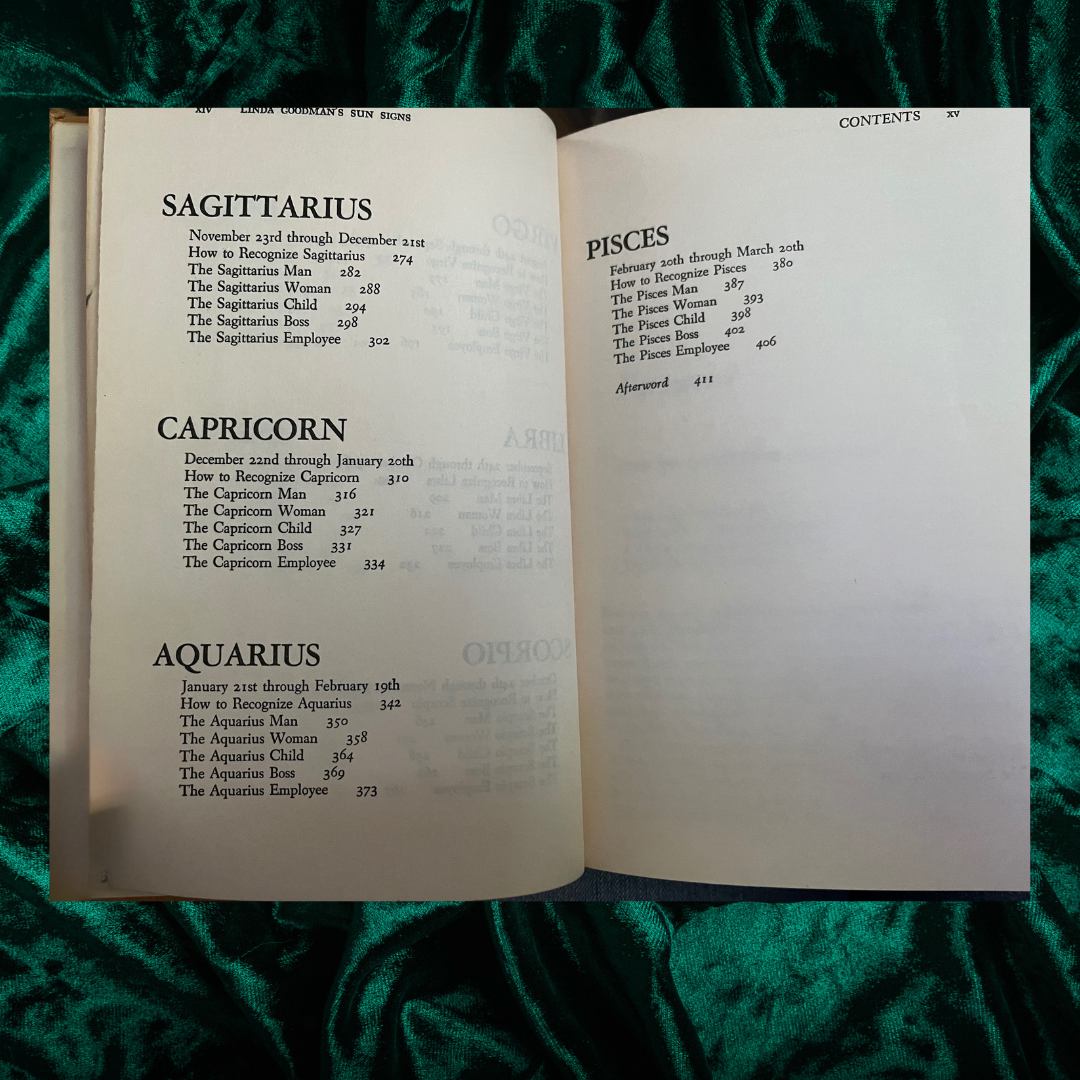 XIV LINDA GOODMAN'S SUN SIGNS
SAGITTARIUS
November 23rd through December 21st
How to Recognize Sagittarius 274
The Sagittarius Man 282
The Sagittarius Woman 288
The Sagittarius Child 294
The Sagittarius Boss 298
The Sagittarius Employee 302
CAPRICORN
December 22nd through January 20th
How to Recognize Capricorn 310
The Capricorn Man 316
The Capricorn Woman 321
The Capricorn Child 327
The Capricorn Boss 331
The Capricorn Employee 334
AQUARIUS
January 21st through February 19th
How to Recognize Aquarius 342
The Aquarius Man 350
The Aquarius Woman 358
The Aquarius Child 364
The Aquarius Boss 369
The Aquarius Employee 373
CONTENTS XV
PISCES
February 20th through March 20th
How to Recognize Pisces 380
The Pisces Man 387
The Pisces Woman 393
The Pisces Child 398
The Pisces Boss 402
The Pisces Employee 406
Afterword 411